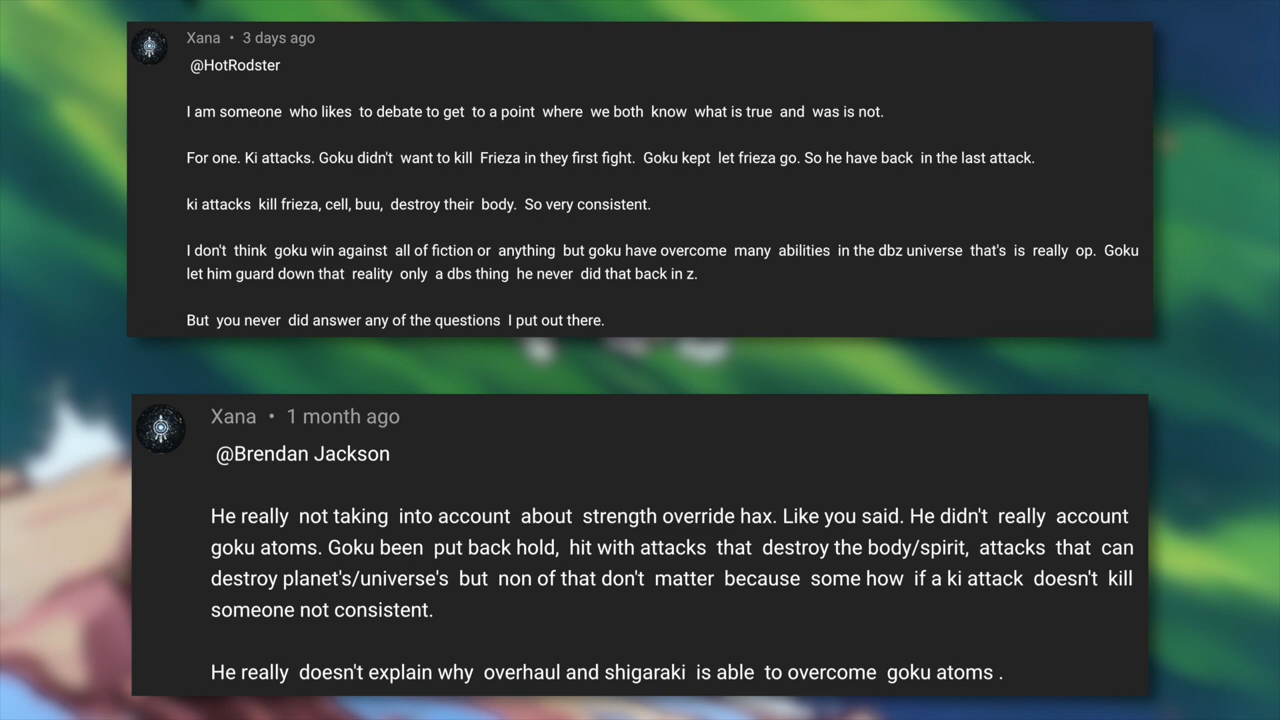 Xana • 3 days ago
@HotRodster
I am someone who likes to debate to get to a point where we both know what is true and was is not.
For one. Ki attacks. Goku didn't want to kill Frieza in they first fight. Goku kept let frieza go. So he have back in the last attack.
ki attacks kill frieza, cell, buu, destroy their body. So very consistent.
I don't think goku win against all of fiction or anything but goku have overcome many abilities in the dbz universe that's is really op. Goku
let him guard down that reality only a dbs thing he never did that back in z.
But you never did answer any of the questions I put out there.
Xana • 1 month ago
@Brendan Jackson
He really not taking into account about strength override hax. Like you said. He didn't really account
goku atoms. Goku been put back hold, hit with attacks that destroy the body/spirit, attacks that can
destroy planet's/universe's but non of that don't matter because some how if a ki attack doesn't kill
someone not consistent.
He really doesn't explain why overhaul and shigaraki is able to overcome goku atoms .